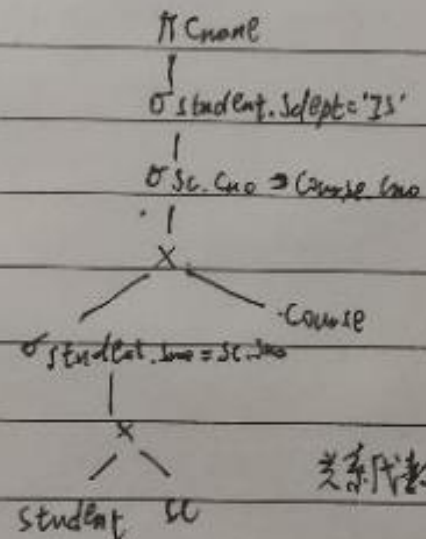 π Cname
σ student.Sdept='IS'
σ Sc.Cno = Course.Cno
×
Course
σ student.Sno = SC.Sno
×
关系代数
student SC